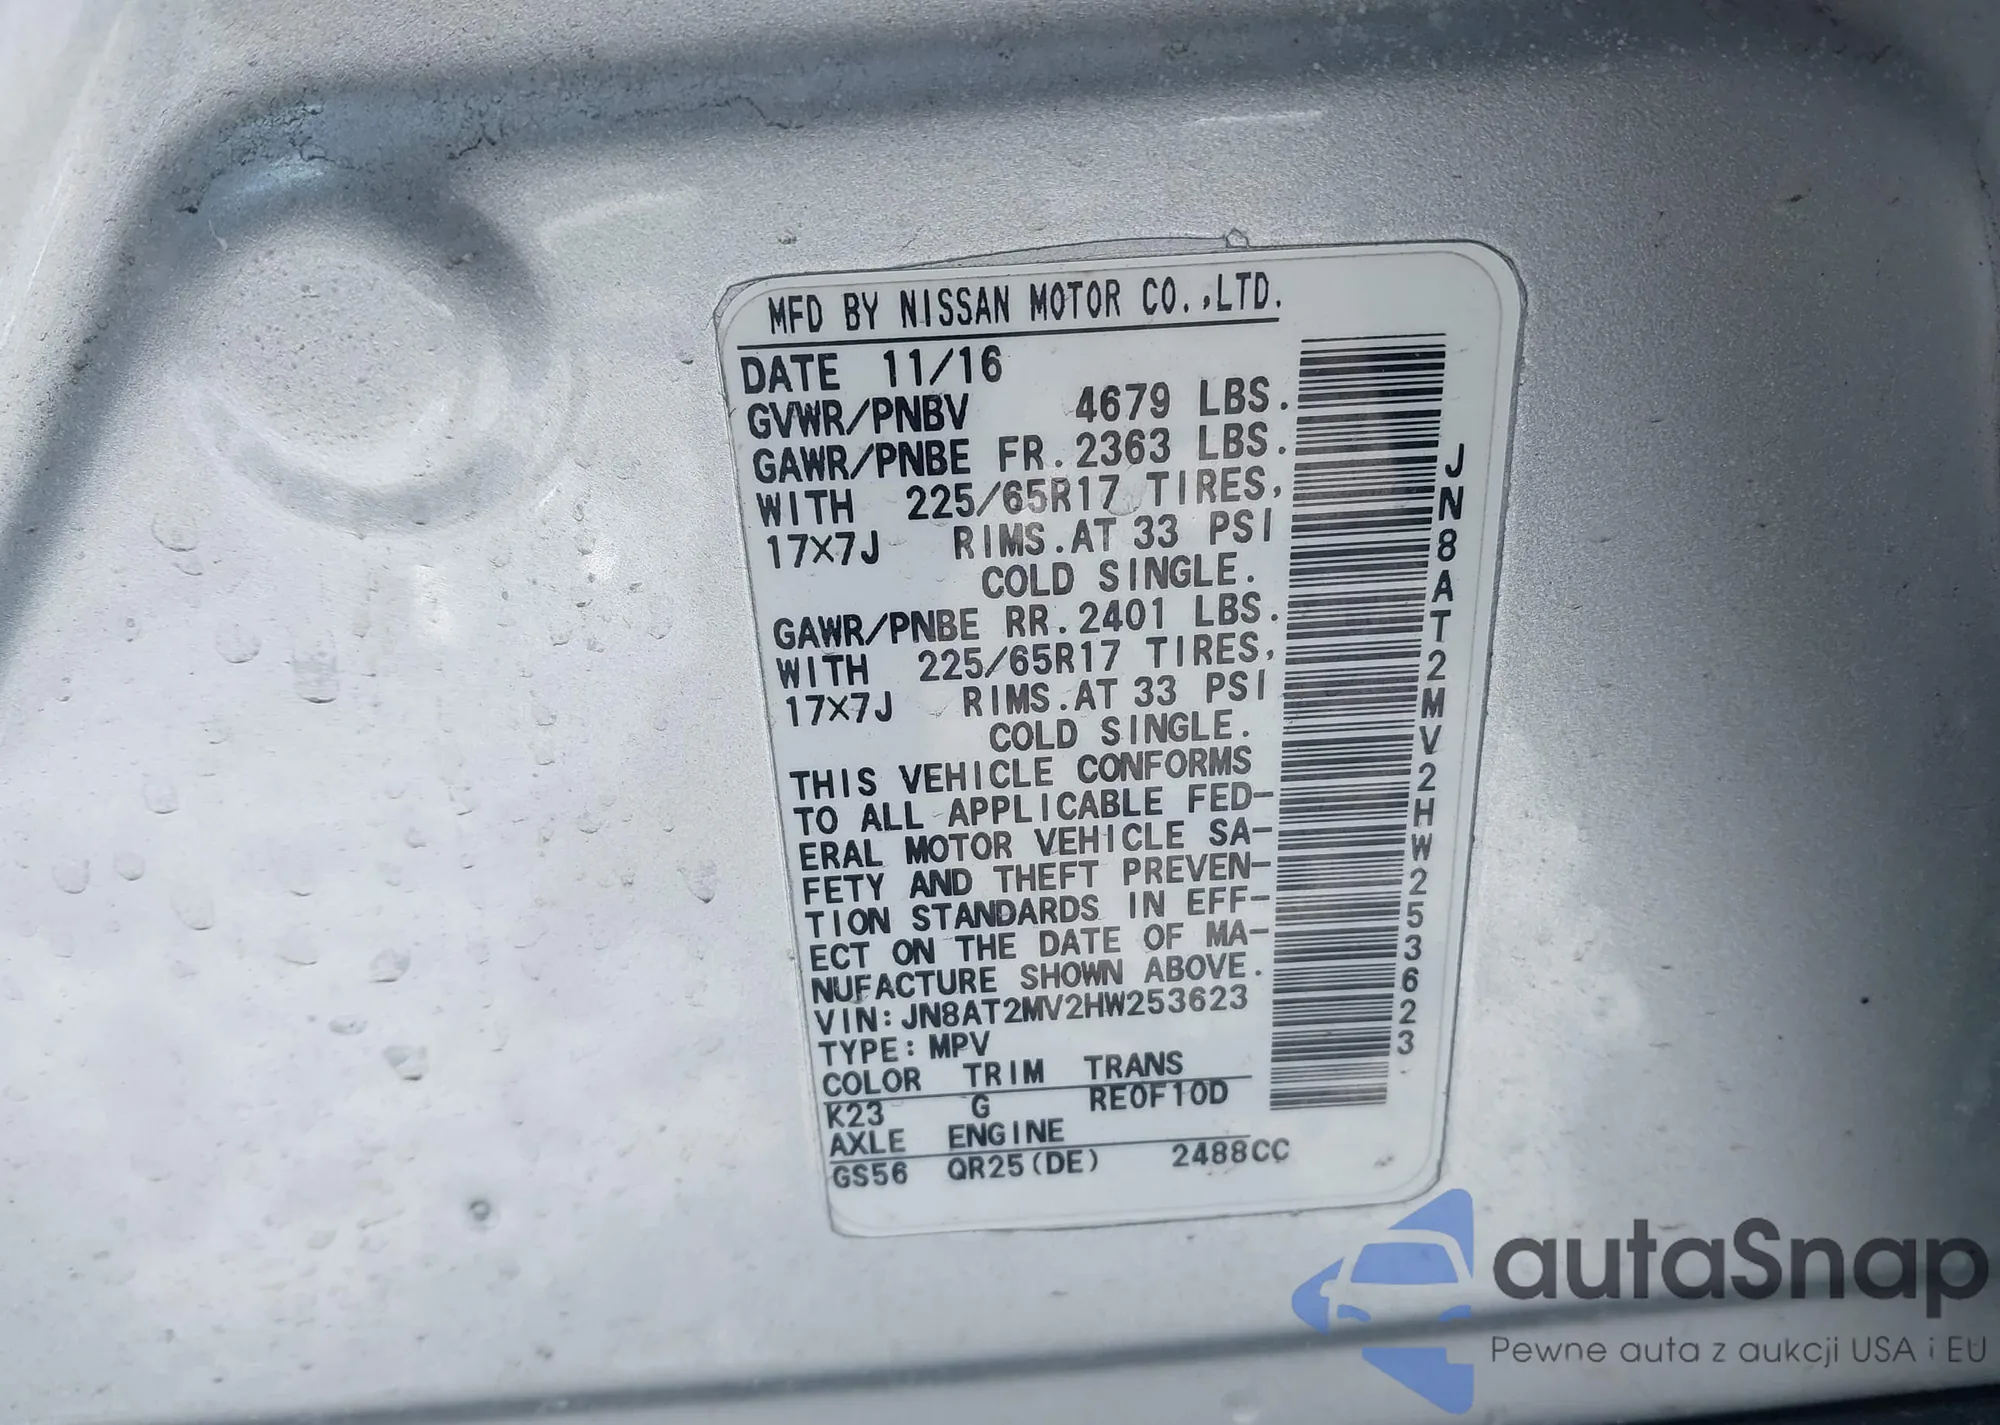 MFD BY NISSAN MOTOR CO.,LTD.
DATE 11/16
GVWR/PNBV 4679 LBS.
GAWR/PNBE FR.2363 LBS.
WITH 225/65R17 TIRES,
17X7J RIMS.AT 33 PSI
COLD SINGLE.
GAWR/PNBE RR.2401 LBS.
WITH 225/65R17 TIRES,
17X7J RIMS.AT 33 PSI
COLD SINGLE.
THIS VEHICLE CONFORMS
TO ALL APPLICABLE FED-
ERAL MOTOR VEHICLE SA-
FETY AND THEFT PREVEN-
TION STANDARDS IN EFF-
ECT ON THE DATE OF MA-
NUFACTURE SHOWN ABOVE.
VIN:JN8AT2MV2HW253623
TYPE:MPV
COLOR TRIM TRANS
K23 G RE0F10D
AXLE ENGINE
GS56 QR25(DE) 2488CC
JN8AT2MV2HW253623
autaSnap
Pewne auta z aukcji USA i EU